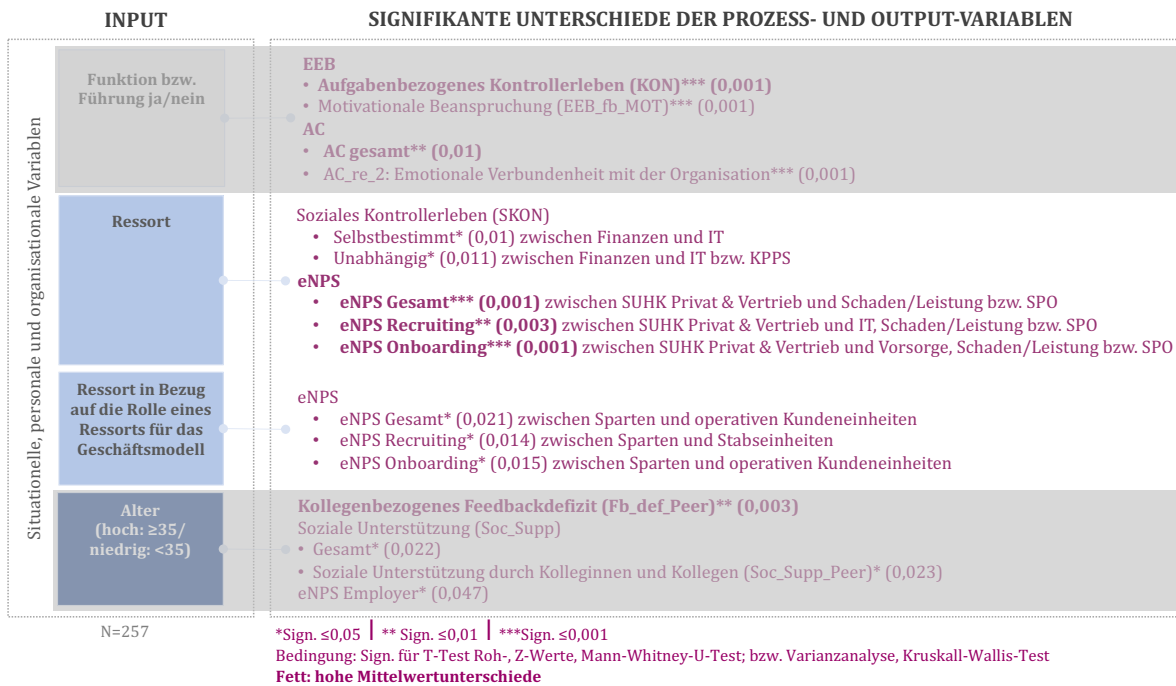 INPUT
SIGNIFIKANTE UNTERSCHIEDE DER PROZESS- UND OUTPUT-VARIABLEN
Situationelle, personale und organisationale Variablen
Funktion bzw.
Führung ja/nein
EEB
• Aufgabenbezogenes Kontrollerleben (KON)*** (0,001)
• Motivationale Beanspruchung (EEB_fb_MOT)*** (0,001)
AC
• AC gesamt** (0,01)
• AC_re_2: Emotionale Verbundenheit mit der Organisation*** (0,001)
Ressort
Soziales Kontrollerleben (SKON)
• Selbstbestimmt* (0,01) zwischen Finanzen und IT
• Unabhängig* (0,011) zwischen Finanzen und IT bzw. KPPS
eNPS
• eNPS Gesamt*** (0,001) zwischen SUHK Privat & Vertrieb und Schaden/Leistung bzw. SPO
• eNPS Recruiting** (0,003) zwischen SUHK Privat & Vertrieb und IT, Schaden/Leistung bzw. SPO
• eNPS Onboarding*** (0,001) zwischen SUHK Privat & Vertrieb und Vorsorge, Schaden/Leistung bzw. SPO
Ressort in Bezug
auf die Rolle eines
Ressorts für das
Geschäftsmodell
eNPS
• eNPS Gesamt* (0,021) zwischen Sparten und operativen Kundeneinheiten
• eNPS Recruiting* (0,014) zwischen Sparten und Stabseinheiten
• eNPS Onboarding* (0,015) zwischen Sparten und operativen Kundeneinheiten
Alter
(hoch: ≥35/
niedrig: <35)
Kollegenbezogenes Feedbackdefizit (Fb_def_Peer)** (0,003)
Soziale Unterstützung (Soc_Supp)
• Gesamt* (0,022)
• Soziale Unterstützung durch Kolleginnen und Kollegen (Soc_Supp_Peer)* (0,023)
eNPS Employer* (0,047)
N=257
*Sign. ≤0,05 | ** Sign. ≤0,01 | ***Sign. ≤0,001
Bedingung: Sign. für T-Test Roh-, Z-Werte, Mann-Whitney-U-Test; bzw. Varianzanalyse, Kruskall-Wallis-Test
Fett: hohe Mittelwertunterschiede